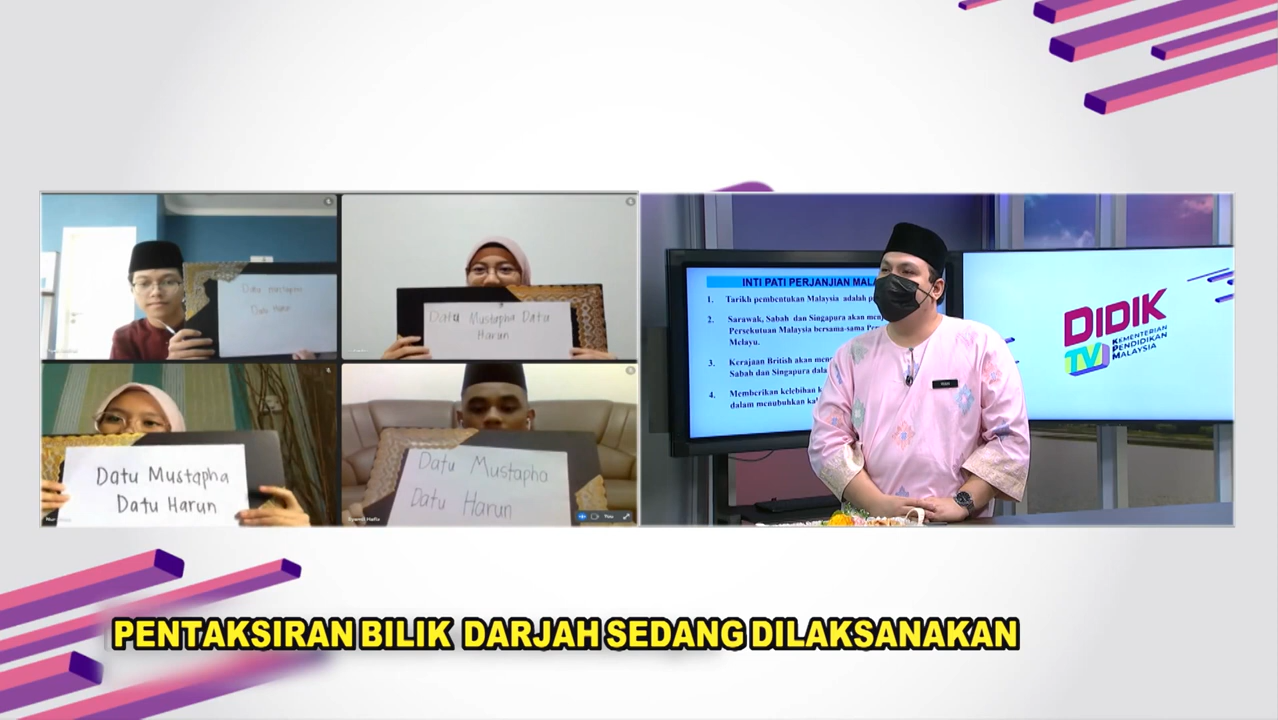 Datu Mustapha
Datu Harun
Datu Mustapha Datu
Harun
Datu Mustapha
Datu Harun
Datu Mustapha
Datu Harun
Syamil Hafiz
View
INTI PATI PERJANJIAN
1. Tarikh pembentukan Malaysia adalah
2. Sarawak, Sabah dan Singapura akan
Persekutuan Malaysia bersama-sama
Melayu.
3. Kerajaan British akan
Sabah dan Singapura
4. Memberikan kelebihan
dalam menubuhkan
DIDIK
TV
KEMENTERIAN
PENDIDIKAN
MALAYSIA
PENTAKSIRAN BILIK DARJAH SEDANG DILAKSANAKAN